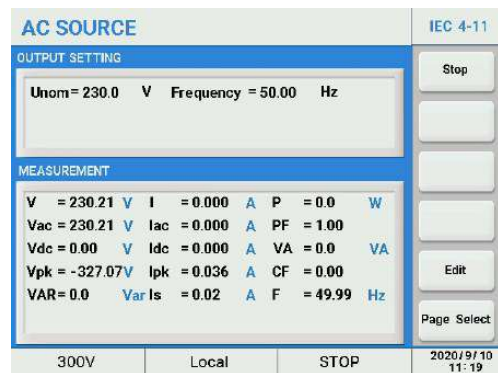 AC SOURCE
IEC 4-11
OUTPUT SETTING
Unom = 230.0 V Frequency = 50.00 Hz
Stop
MEASUREMENT
V = 230.21 V I = 0.000 A P = 0.0 W
Vac = 230.21 V Iac = 0.000 A PF = 1.00
Vdc = 0.00 V Idc = 0.000 A VA = 0.0 VA
Vpk = -327.07V Ipk = 0.036 A CF = 0.00
VAR= 0.0 Var Is = 0.02 A F = 49.99 Hz
Edit
Page Select
300V Local STOP
2020/9/10
11:19